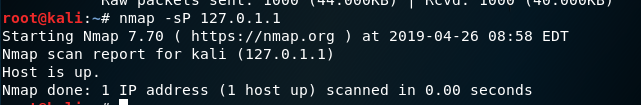 Raw packets sent: 1000 (44.000KB) | Rcvd: 1000 (40.000KB)
root@kali:~# nmap -sP 127.0.1.1
Starting Nmap 7.70 ( https://nmap.org ) at 2019-04-26 08:58 EDT
Nmap scan report for kali (127.0.1.1)
Host is up.
Nmap done: 1 IP address (1 host up) scanned in 0.00 seconds
root@kali:~#